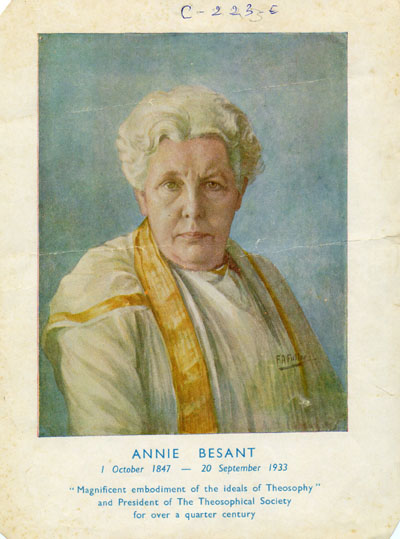 C-223-E
F.A.Fuller
ANNIE BESANT
1 October 1847 — 20 September 1933
"Magnificent embodiment of the ideals of Theosophy"
and President of The Theosophical Society
for over a quarter century